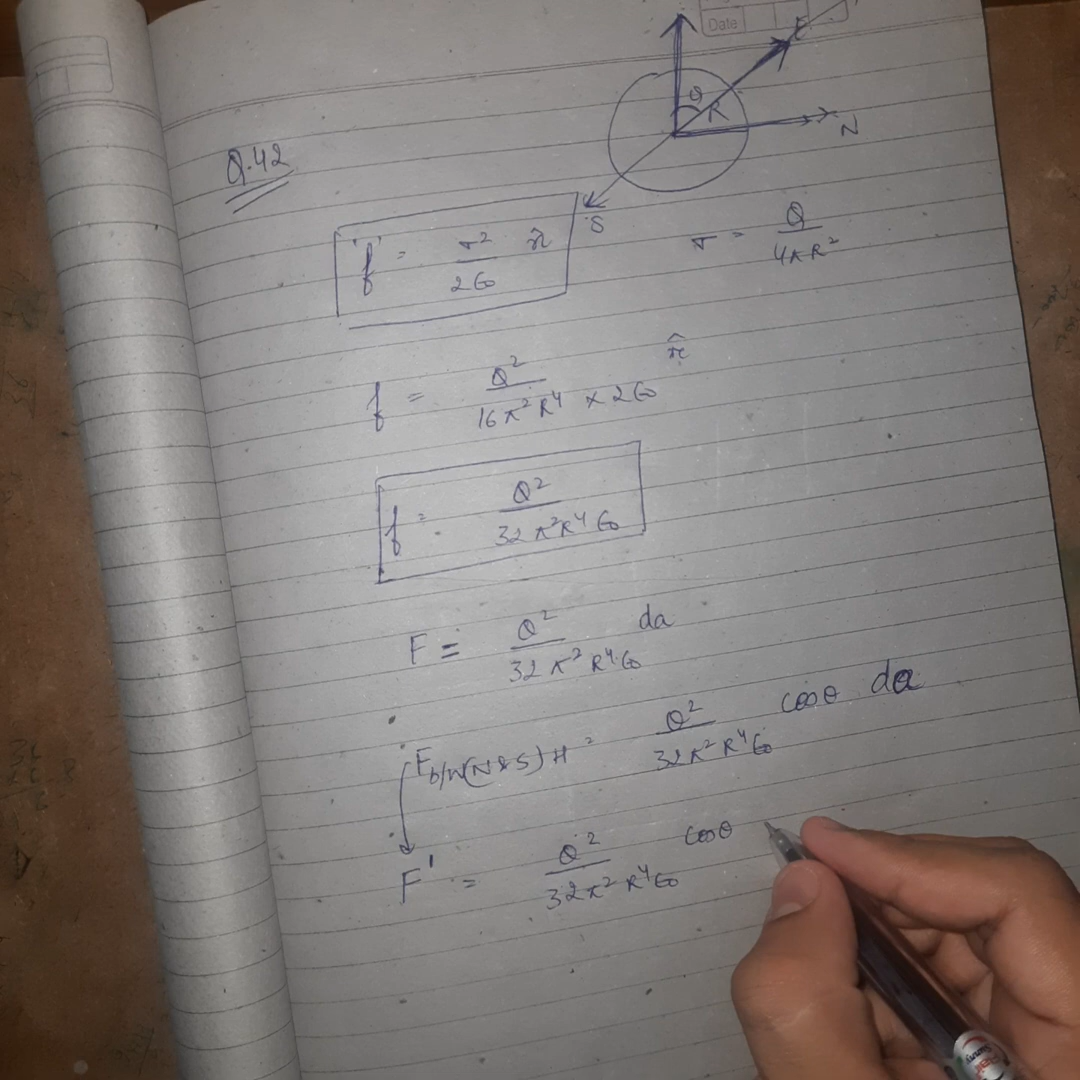 Date
E
θ
R
N
S
Q.42
f = σ² / 2ε₀ n̂
σ = Q / 4πR²
f = Q² / 16π²R⁴ × 2ε₀ n̂
f = Q² / 32π²R⁴ε₀
F = Q² / 32π²R⁴ε₀ da
F b/w (N & S) H = Q² / 32π²R⁴ε₀ cosθ da
F' = Q² / 32π²R⁴ε₀ cosθ